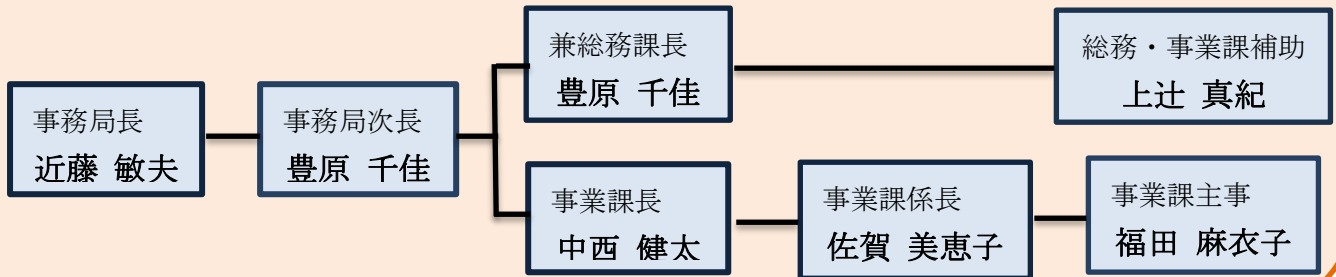 事務局長
近藤 敏夫
事務局次長
豊原 千佳
兼総務課長
豊原 千佳
総務・事業課補助
上辻 真紀
事業課長
中西 健太
事業課係長
佐賀 美恵子
事業課主事
福田 麻衣子